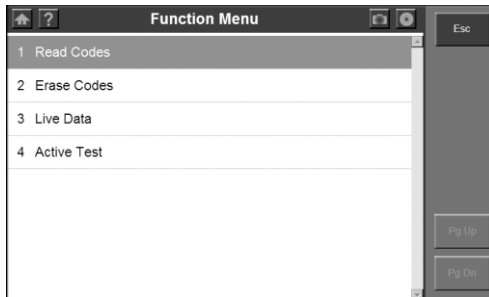 ? Function Menu
Esc
1 Read Codes
2 Erase Codes
3 Live Data
4 Active Test
Pg Up
Pg Dn